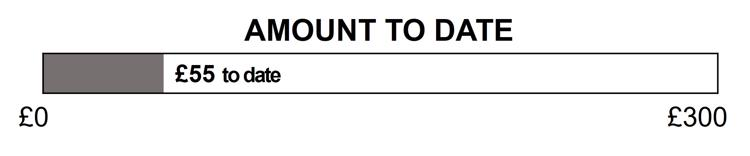 AMOUNT TO DATE
£55 to date
£0 £300